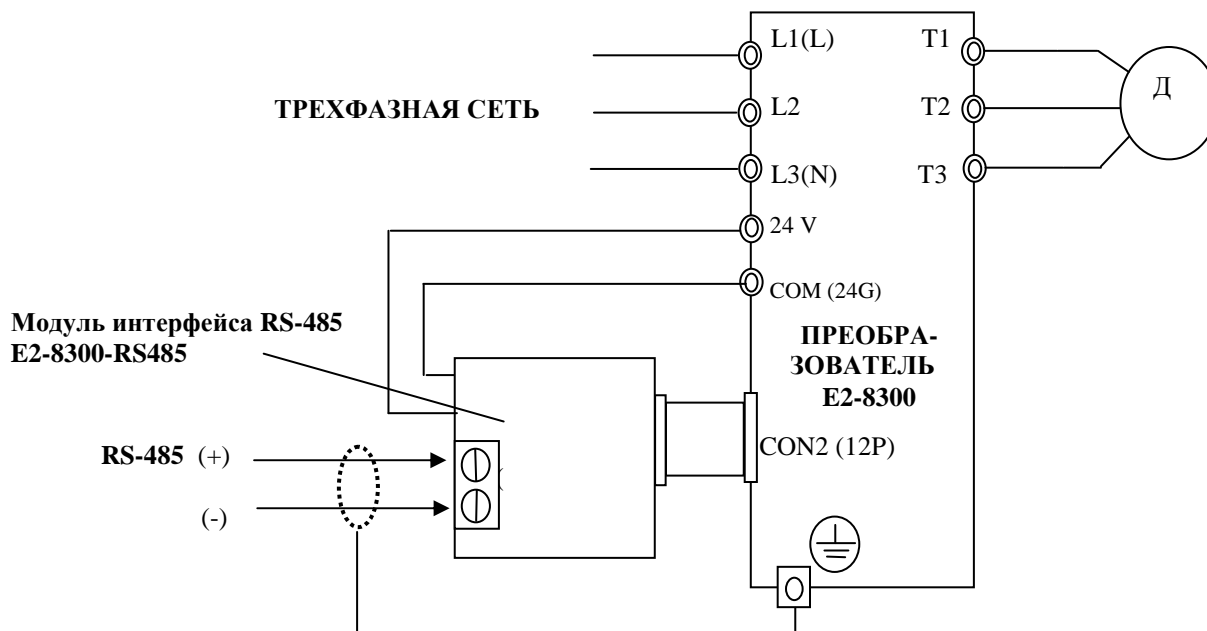 L1(L)
T1
ТРЕХФАЗНАЯ СЕТЬ
L2
T2
Д
L3(N)
T3
24 V
COM (24G)
Модуль интерфейса RS-485
E2-8300-RS485
ПРЕОБРА-
ЗОВАТЕЛЬ
E2-8300
RS-485 (+)
(-)
CON2 (12P)